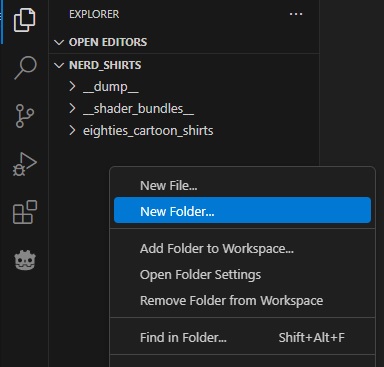 EXPLORER
OPEN EDITORS
NERD_SHIRTS
__dump__
__shader_bundles__
eighties_cartoon_shirts
New File...
New Folder...
Add Folder to Workspace...
Open Folder Settings
Remove Folder from Workspace
Find in Folder... Shift+Alt+F